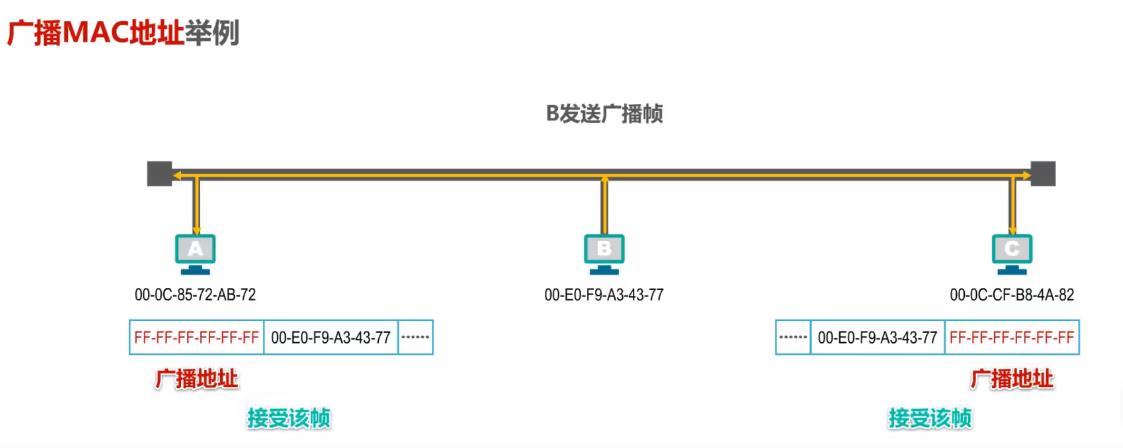 广播MAC地址举例
B发送广播帧
A
B
C
00-0C-85-72-AB-72
00-E0-F9-A3-43-77
00-0C-CF-B8-4A-82
FF-FF-FF-FF-FF-FF 00-E0-F9-A3-43-77 ······
······ 00-E0-F9-A3-43-77 FF-FF-FF-FF-FF-FF
广播地址
广播地址
接受该帧
接受该帧